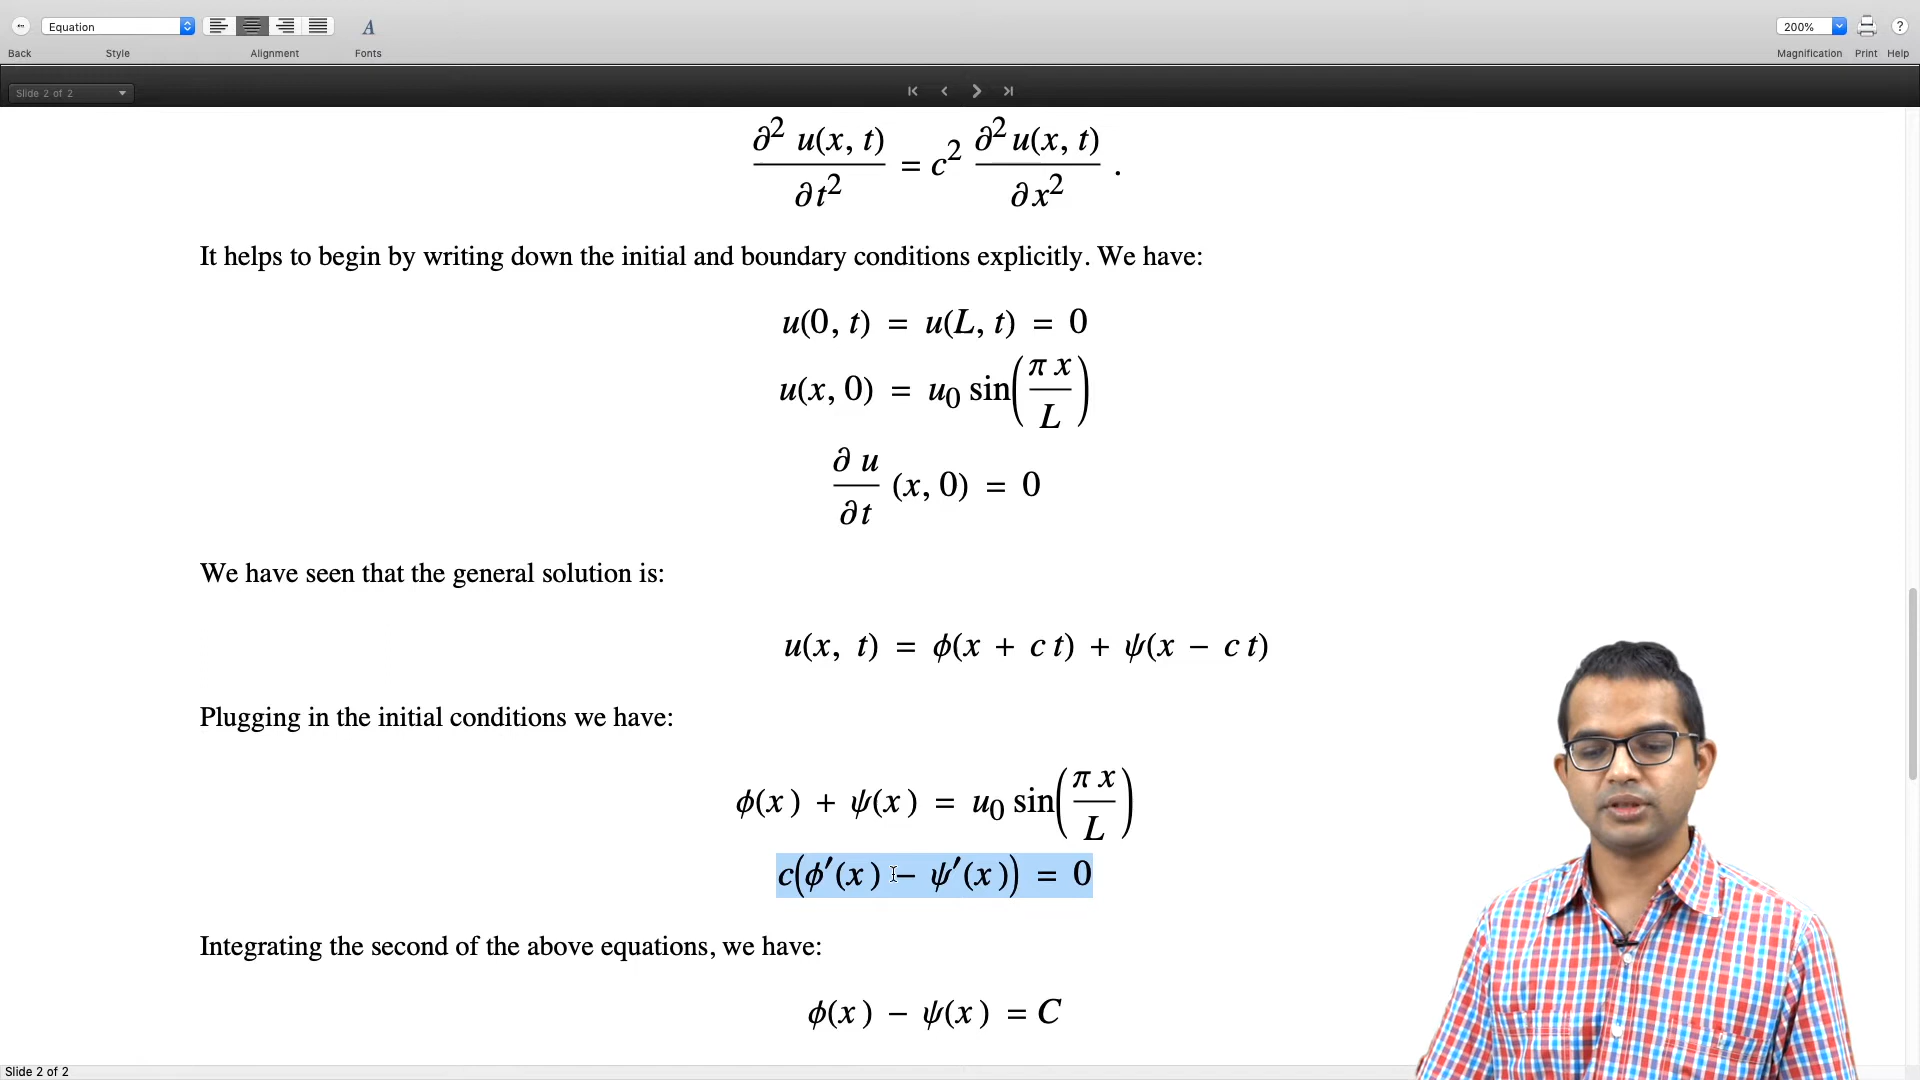 Equation
200%
Back Style Alignment Fonts Magnification Print Help
Slide 2 of 2
∂² u(x, t) / ∂t² = c² ∂² u(x, t) / ∂x² .
It helps to begin by writing down the initial and boundary conditions explicitly. We have:
u(0, t) = u(L, t) = 0
u(x, 0) = u₀ sin(π x / L)
∂ u / ∂t (x, 0) = 0
We have seen that the general solution is:
u(x, t) = ϕ(x + c t) + ψ(x − c t)
Plugging in the initial conditions we have:
ϕ(x) + ψ(x) = u₀ sin(π x / L)
c(ϕ′(x) − ψ′(x)) = 0
Integrating the second of the above equations, we have:
ϕ(x) − ψ(x) = C
Slide 2 of 2